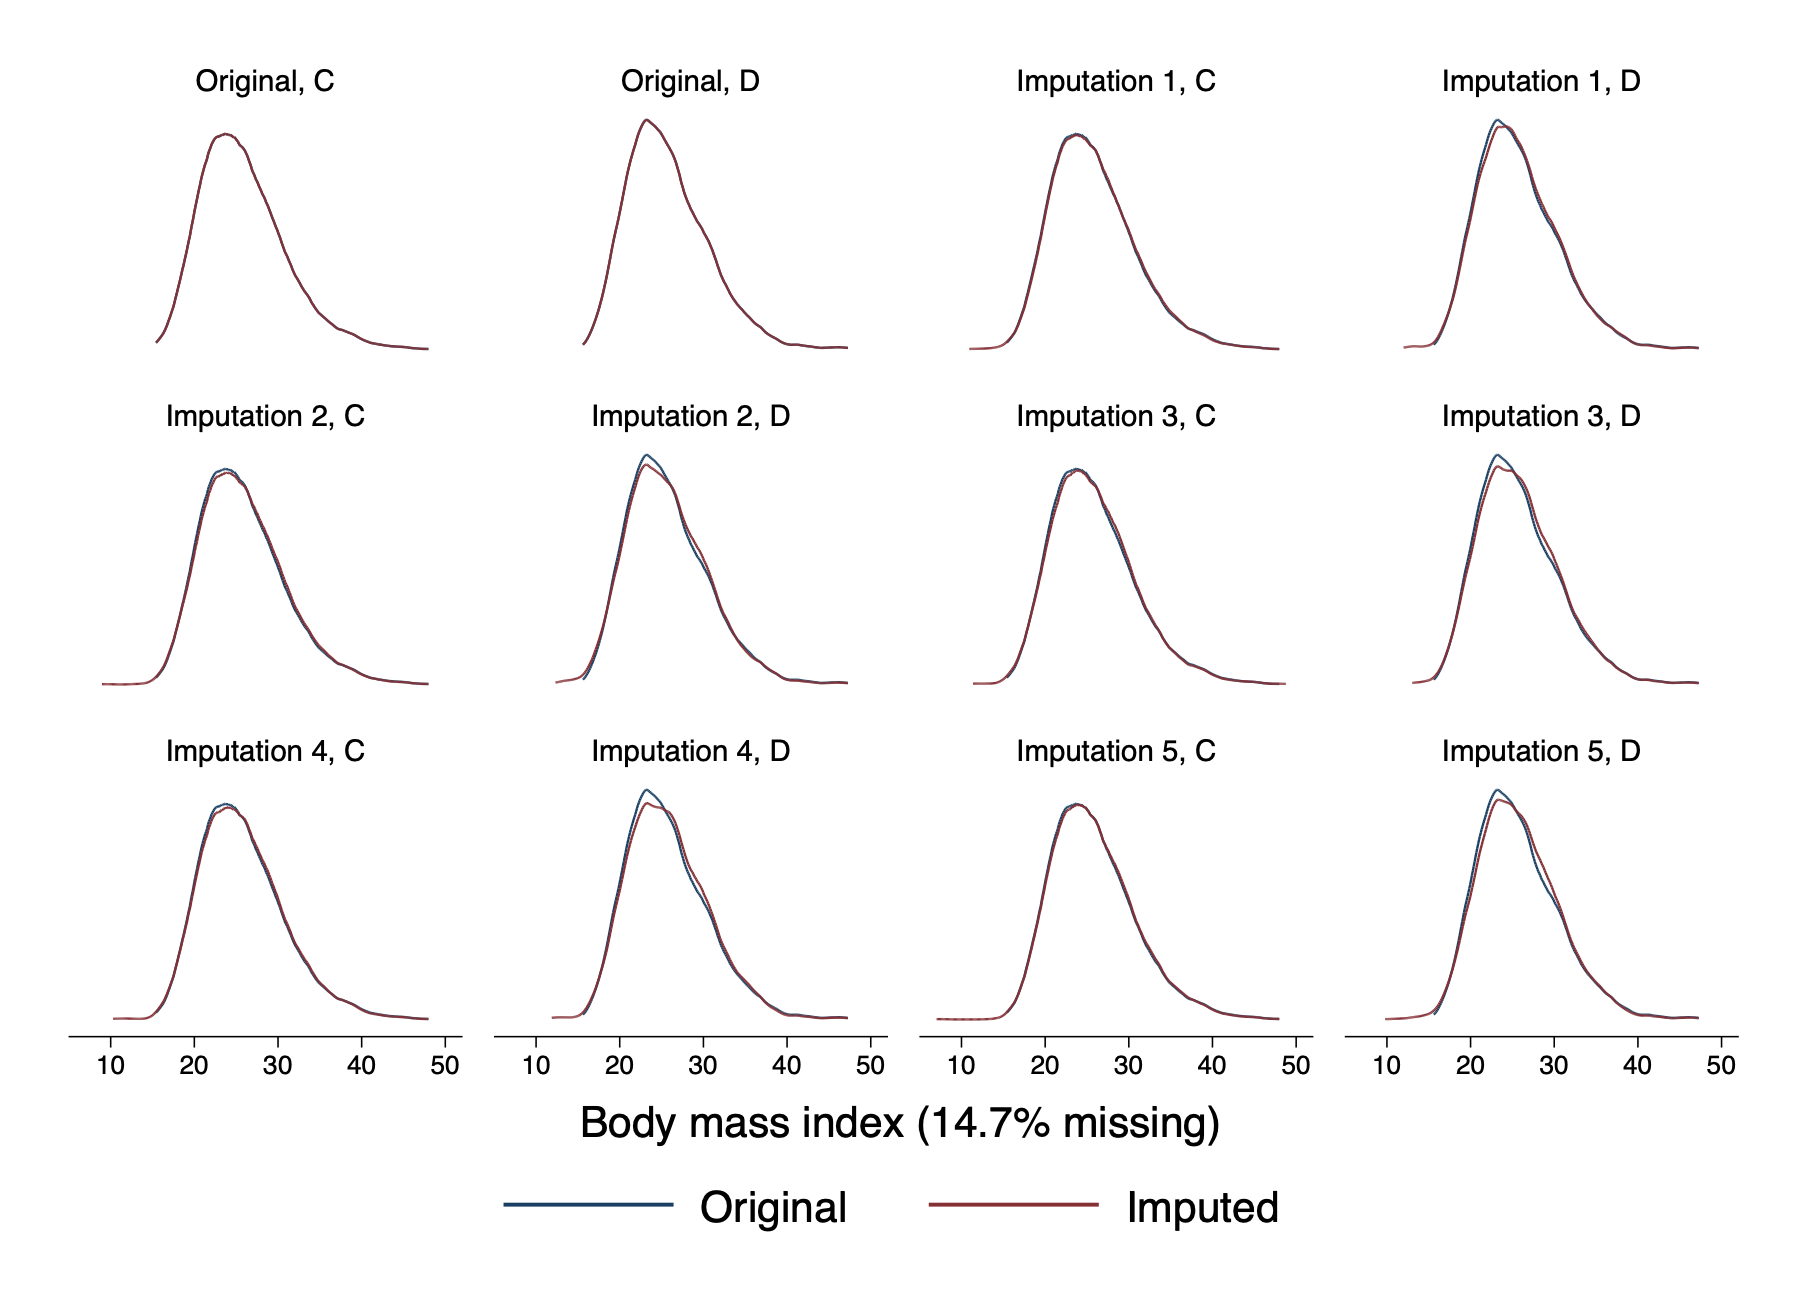 Original, C
Original, D
Imputation 1, C
Imputation 1, D
Imputation 2, C
Imputation 2, D
Imputation 3, C
Imputation 3, D
Imputation 4, C
Imputation 4, D
Imputation 5, C
Imputation 5, D
10 20 30 40 50
10 20 30 40 50
10 20 30 40 50
10 20 30 40 50
Body mass index (14.7% missing)
Original
Imputed